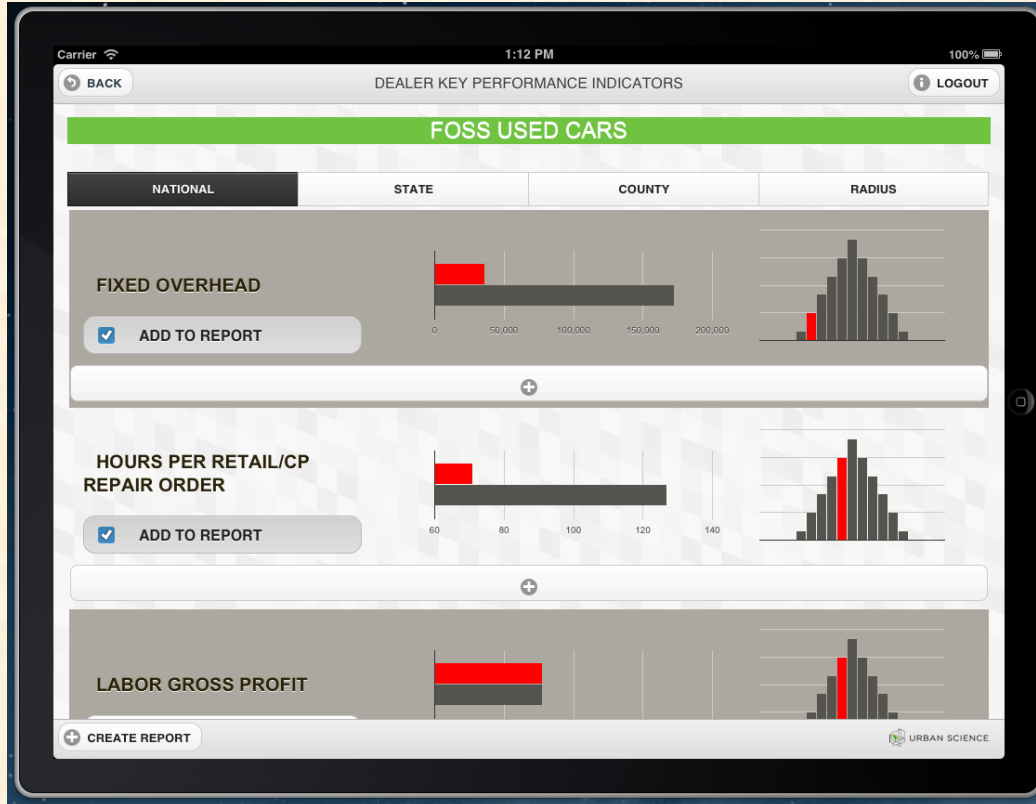 Carrier 1:12 PM 100%
BACK DEALER KEY PERFORMANCE INDICATORS LOGOUT
FOSS USED CARS
NATIONAL STATE COUNTY RADIUS
FIXED OVERHEAD
ADD TO REPORT
0 50,000 100,000 150,000 200,000
HOURS PER RETAIL/CP
REPAIR ORDER
ADD TO REPORT
60 80 100 120 140
LABOR GROSS PROFIT
CREATE REPORT URBAN SCIENCE